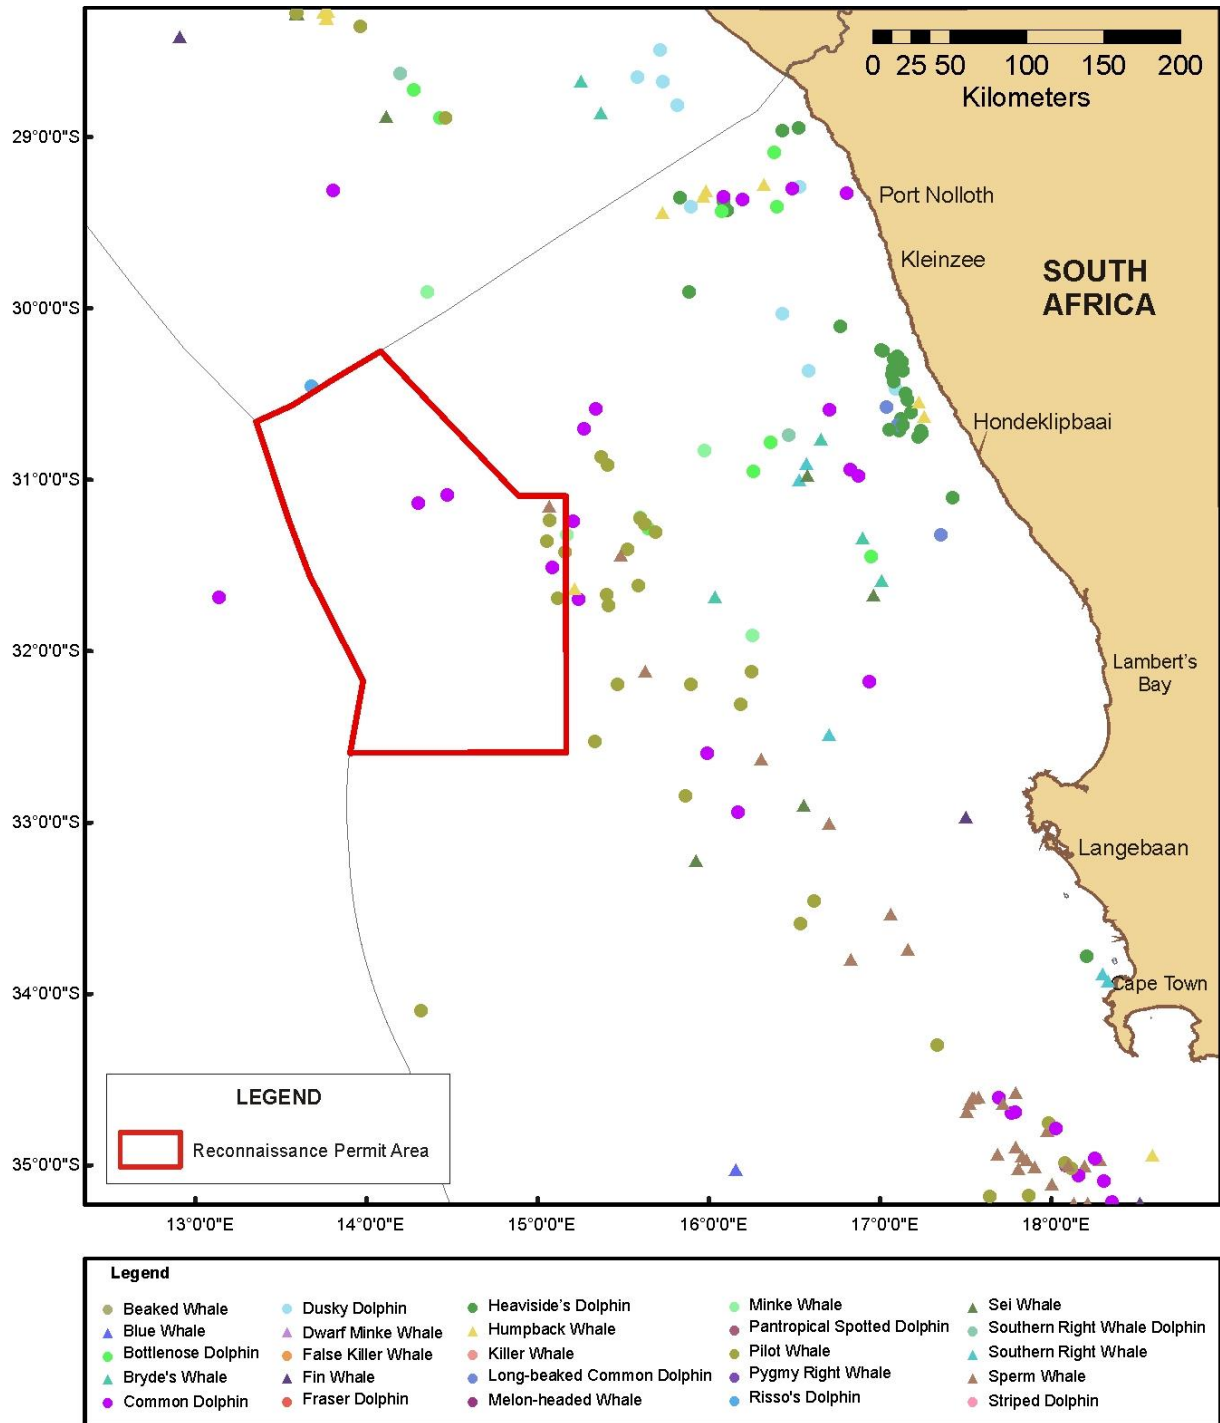 0 25 50 100 150 200
Kilometers
29°0'0"S
Port Nolloth
Kleinzee
SOUTH
AFRICA
30°0'0"S
Hondeklipbaai
31°0'0"S
32°0'0"S
Lambert's
Bay
33°0'0"S
Langebaan
34°0'0"S
Cape Town
LEGEND
Reconnaissance Permit Area
35°0'0"S
13°0'0"E 14°0'0"E 15°0'0"E 16°0'0"E 17°0'0"E 18°0'0"E
Legend
Beaked Whale Dusky Dolphin Heaviside's Dolphin Minke Whale Sei Whale
Blue Whale Dwarf Minke Whale Humpback Whale Pantropical Spotted Dolphin Southern Right Whale Dolphin
Bottlenose Dolphin False Killer Whale Killer Whale Pilot Whale Southern Right Whale
Bryde's Whale Fin Whale Long-beaked Common Dolphin Pygmy Right Whale Sperm Whale
Common Dolphin Fraser Dolphin Melon-headed Whale Risso's Dolphin Striped Dolphin